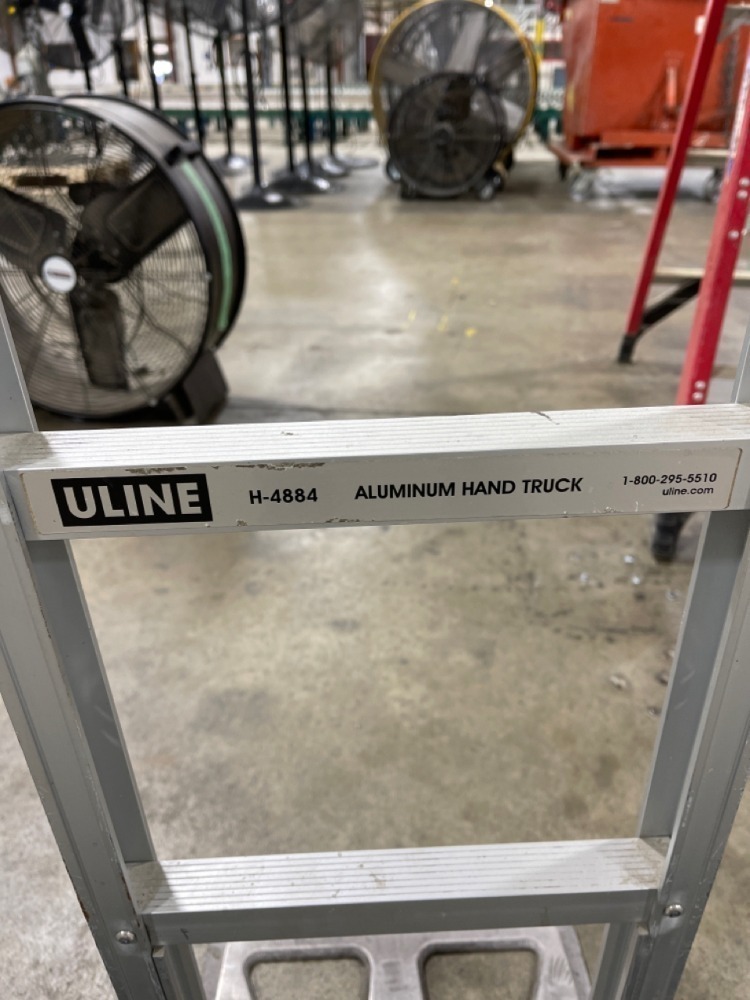 ULINE H-4884 ALUMINUM HAND TRUCK 1-800-295-5510
uline.com